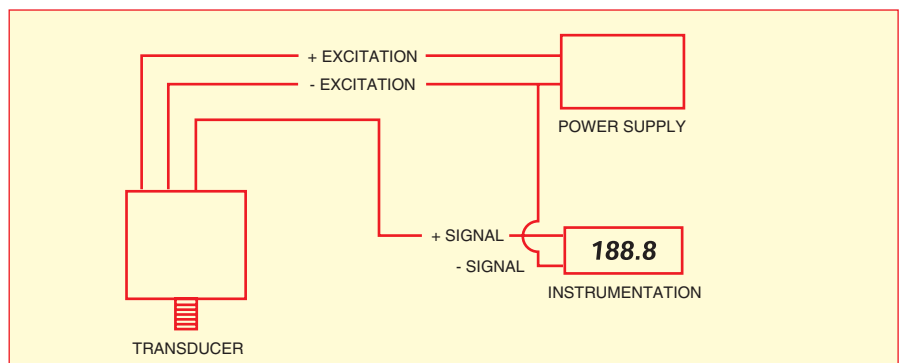 + EXCITATION
- EXCITATION
POWER SUPPLY
+ SIGNAL
188.8
- SIGNAL
INSTRUMENTATION
TRANSDUCER